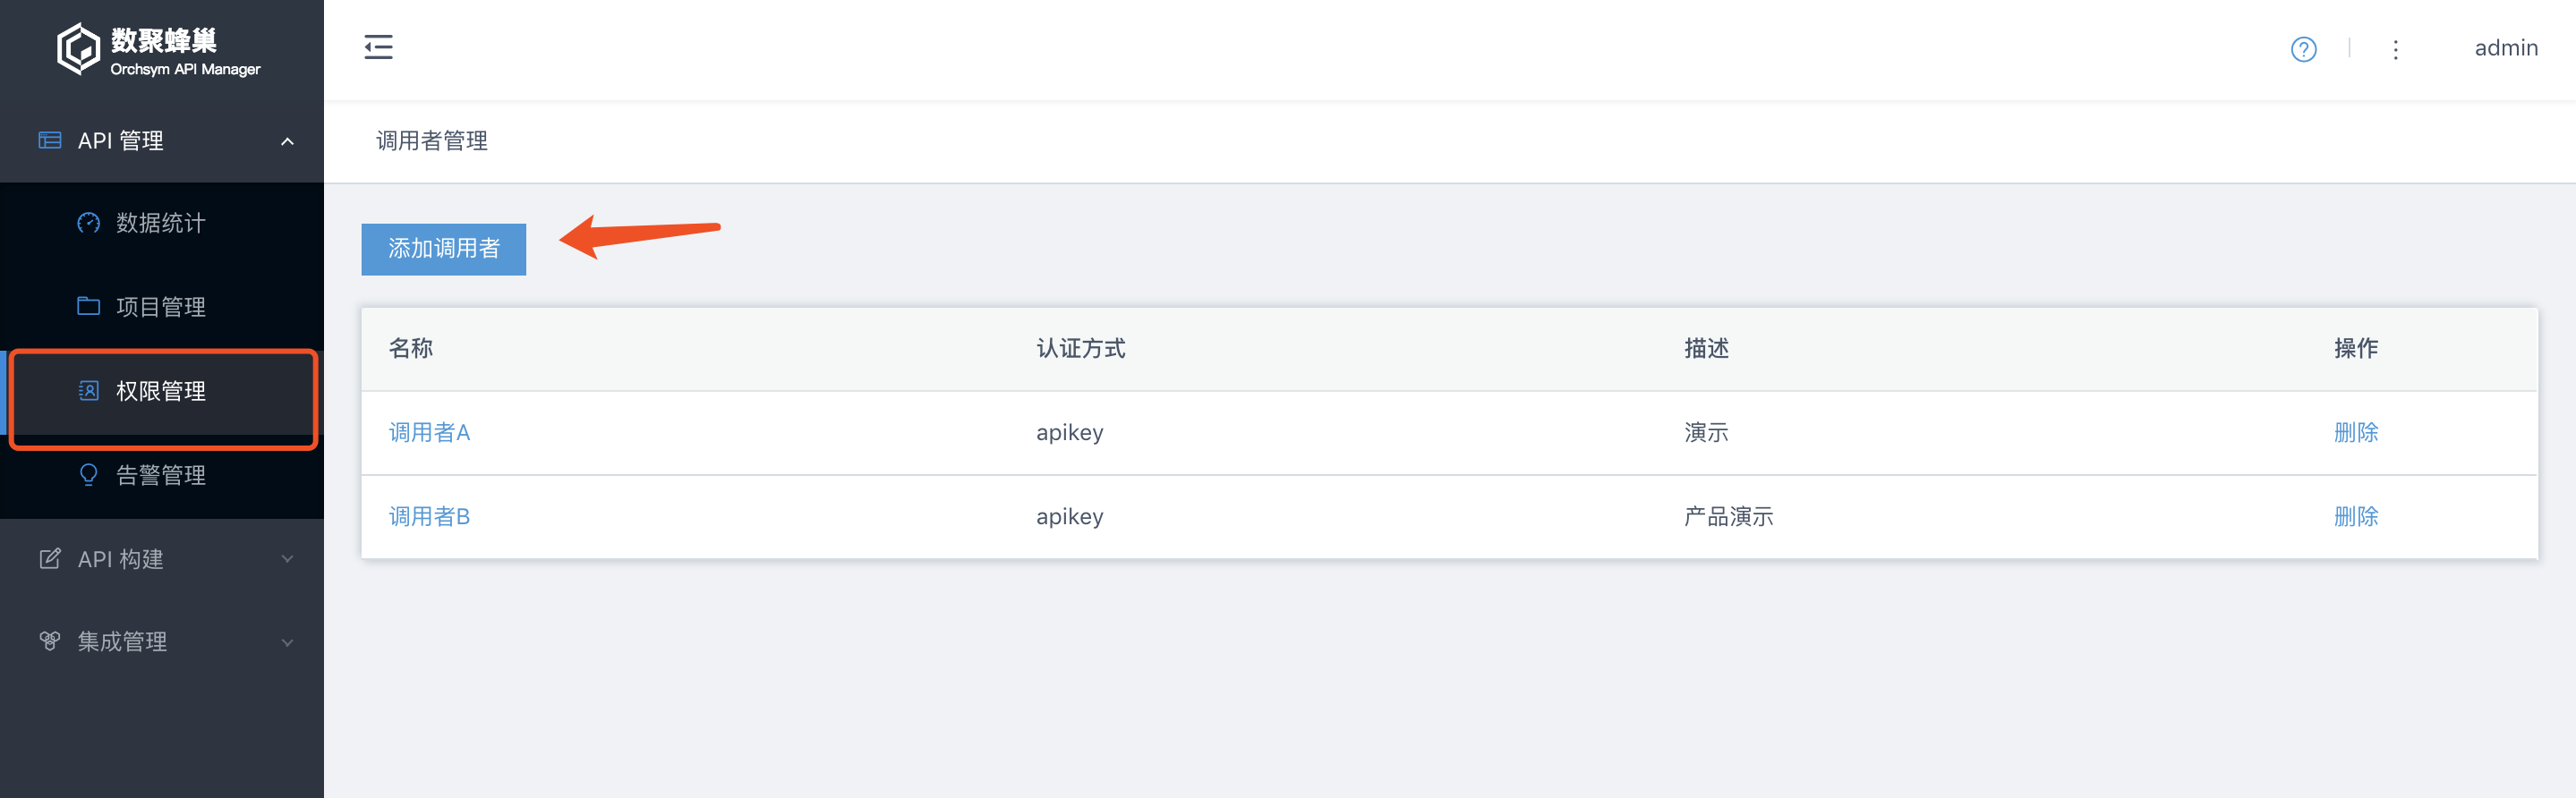 数聚蜂巢
Orchsym API Manager
admin
API 管理
调用者管理
数据统计
添加调用者
项目管理
名称 认证方式 描述 操作
权限管理
调用者A apikey 演示 删除
告警管理
调用者B apikey 产品演示 删除
API 构建
集成管理